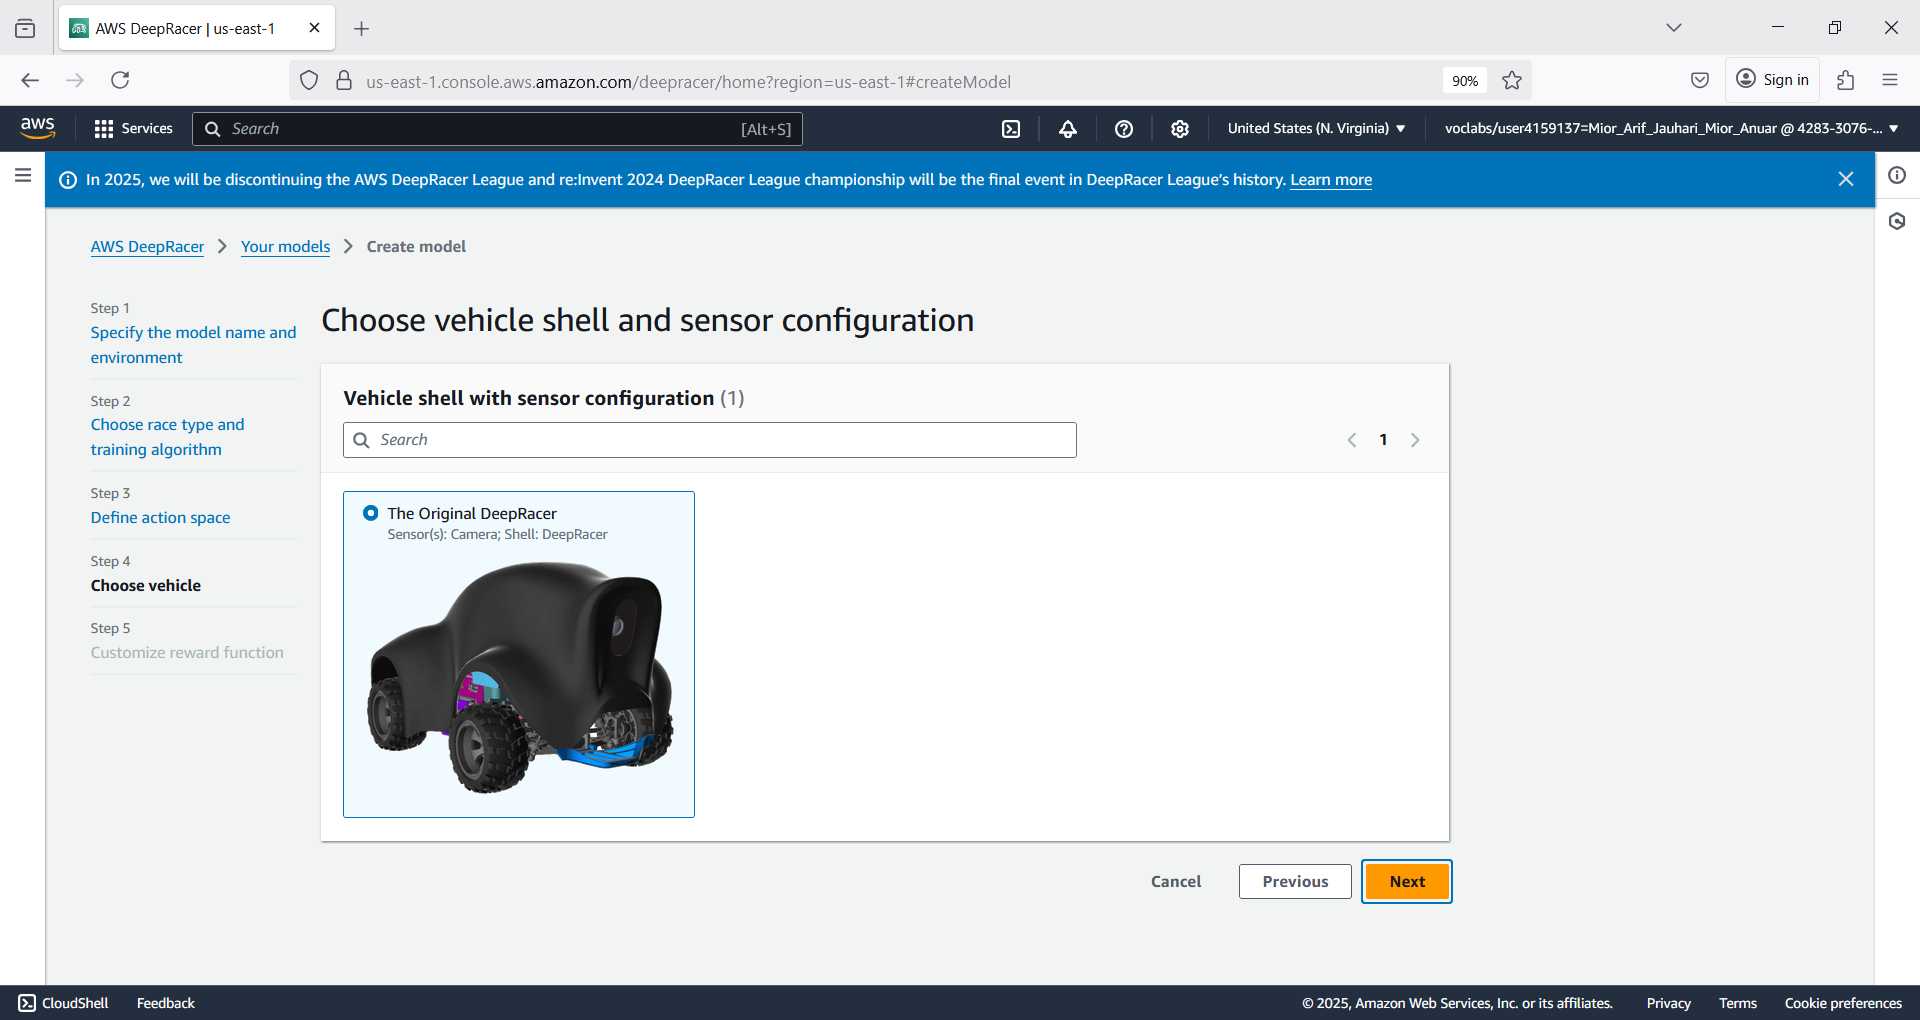 AWS DeepRacer | us-east-1
us-east-1.console.aws.amazon.com/deepracer/home?region=us-east-1#createModel
90%
Sign in
aws
Services
Search
[Alt+S]
United States (N. Virginia)
voclabs/user4159137=Mior_Arif_Jauhari_Mior_Anuar @ 4283-3076-...
In 2025, we will be discontinuing the AWS DeepRacer League and re:Invent 2024 DeepRacer League championship will be the final event in DeepRacer League's history. Learn more
AWS DeepRacer > Your models > Create model
Step 1
Specify the model name and
environment
Step 2
Choose race type and
training algorithm
Step 3
Define action space
Step 4
Choose vehicle
Step 5
Customize reward function
Choose vehicle shell and sensor configuration
Vehicle shell with sensor configuration (1)
Search
1
The Original DeepRacer
Sensor(s): Camera; Shell: DeepRacer
Cancel
Previous
Next
CloudShell
Feedback
© 2025, Amazon Web Services, Inc. or its affiliates.
Privacy
Terms
Cookie preferences